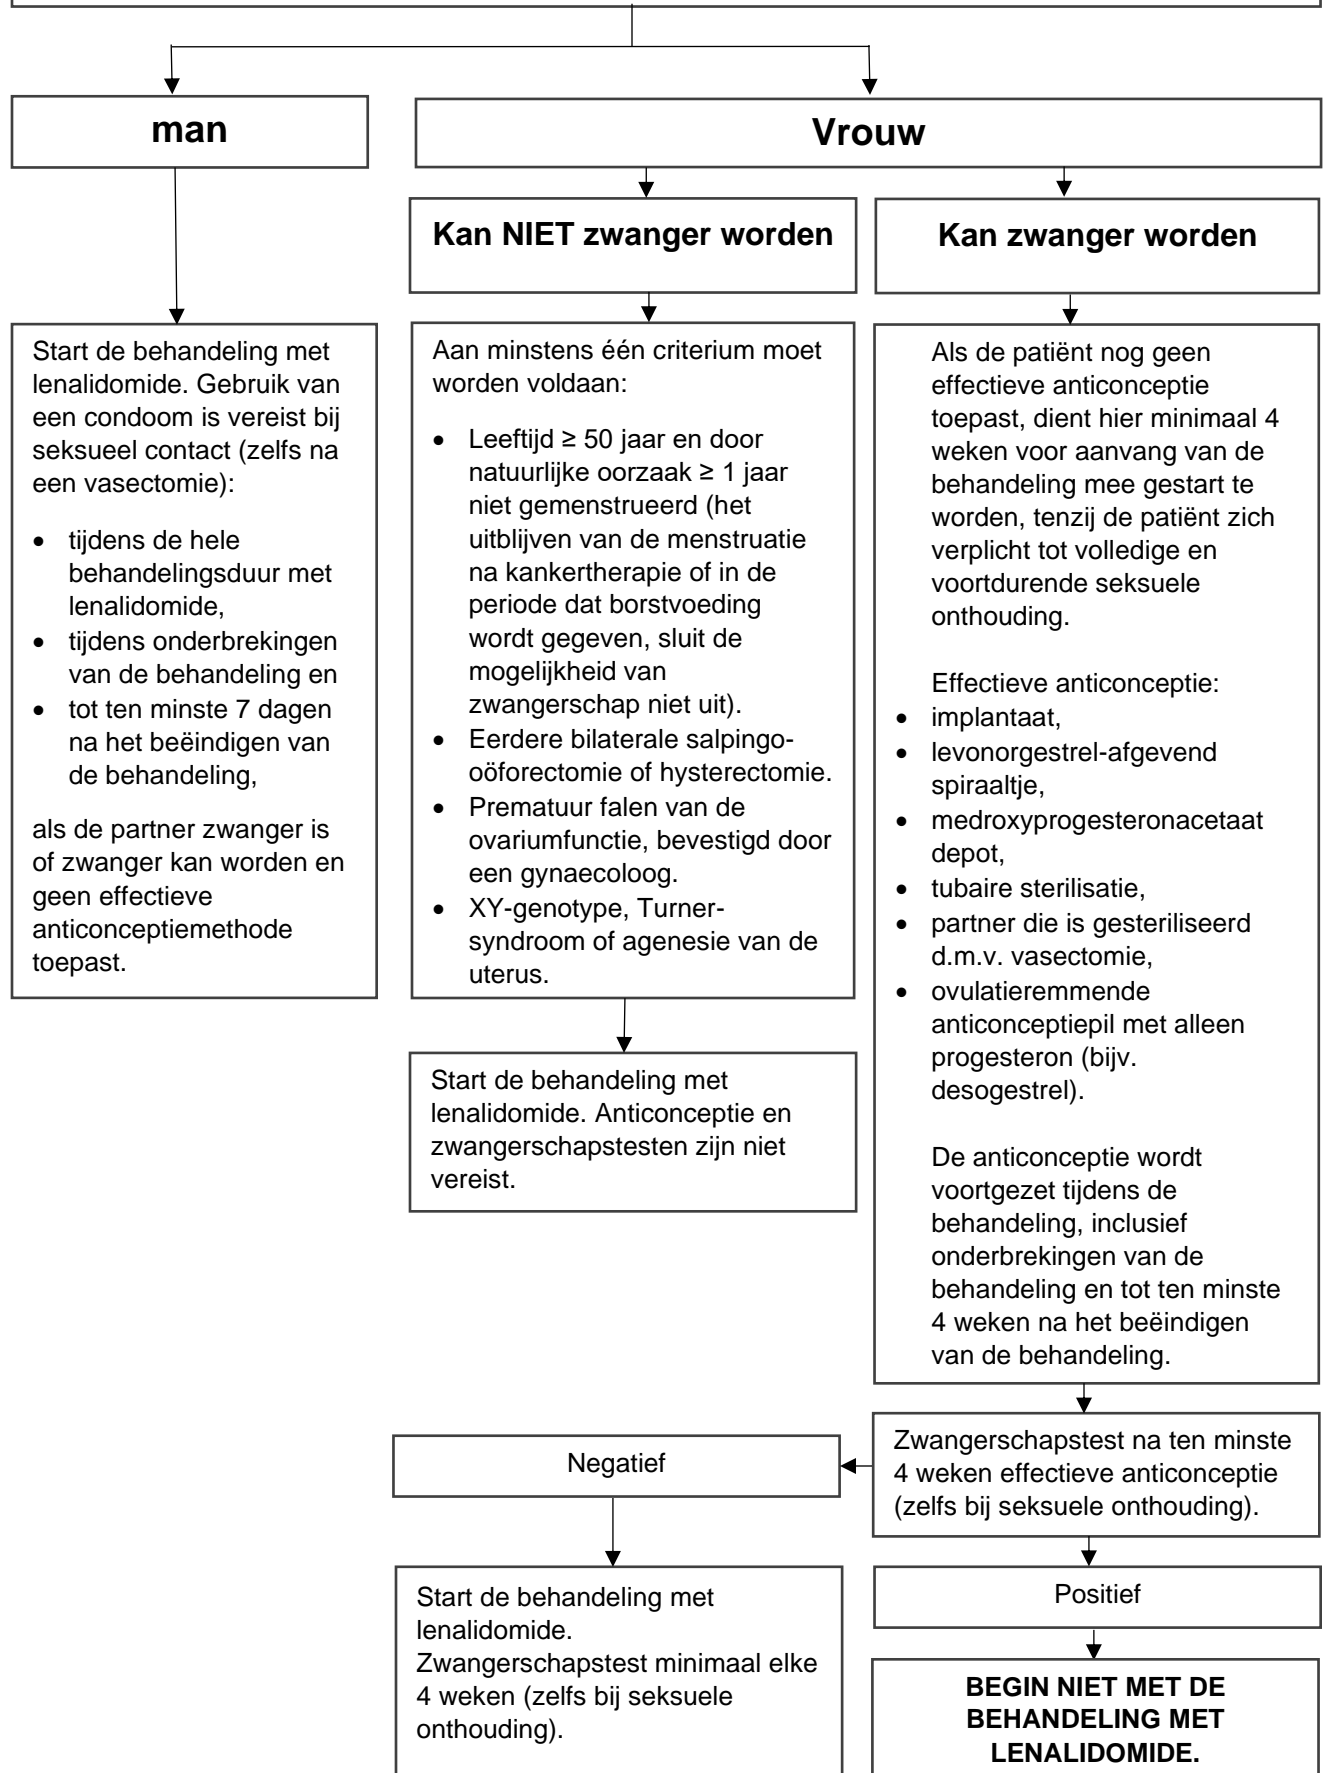 man
Vrouw
Kan NIET zwanger worden
Kan zwanger worden
Start de behandeling met
lenalidomide. Gebruik van
een condoom is vereist bij
seksueel contact (zelfs na
een vasectomie):
• tijdens de hele
behandelingsduur met
lenalidomide,
• tijdens onderbrekingen
van de behandeling en
• tot ten minste 7 dagen
na het beëindigen van
de behandeling,
als de partner zwanger is
of zwanger kan worden en
geen effectieve
anticonceptiemethode
toepast.
Aan minstens één criterium moet
worden voldaan:
• Leeftijd ≥ 50 jaar en door
natuurlijke oorzaak ≥ 1 jaar
niet gemenstrueerd (het
uitblijven van de menstruatie
na kankertherapie of in de
periode dat borstvoeding
wordt gegeven, sluit de
mogelijkheid van
zwangerschap niet uit).
• Eerdere bilaterale salpingo-
oöforectomie of hysterectomie.
• Prematuur falen van de
ovariumfunctie, bevestigd door
een gynaecoloog.
• XY-genotype, Turner-
syndroom of agenesie van de
uterus.
Start de behandeling met
lenalidomide. Anticonceptie en
zwangerschapstesten zijn niet
vereist.
Als de patiënt nog geen
effectieve anticonceptie
toepast, dient hier minimaal 4
weken voor aanvang van de
behandeling mee gestart te
worden, tenzij de patiënt zich
verplicht tot volledige en
voortdurende seksuele
onthouding.
Effectieve anticonceptie:
• implantaat,
• levonorgestrel-afgevend
spiraaltje,
• medroxyprogesteronacetaat
depot,
• tubaire sterilisatie,
• partner die is gesteriliseerd
d.m.v. vasectomie,
• ovulatieremmende
anticonceptiepil met alleen
progesteron (bijv.
desogestrel).
De anticonceptie wordt
voortgezet tijdens de
behandeling, inclusief
onderbrekingen van de
behandeling en tot ten minste
4 weken na het beëindigen
van de behandeling.
Zwangerschapstest na ten minste
4 weken effectieve anticonceptie
(zelfs bij seksuele onthouding).
Negatief
Start de behandeling met
lenalidomide.
Zwangerschapstest minimaal elke
4 weken (zelfs bij seksuele
onthouding).
Positief
BEGIN NIET MET DE
BEHANDELING MET
LENALIDOMIDE.